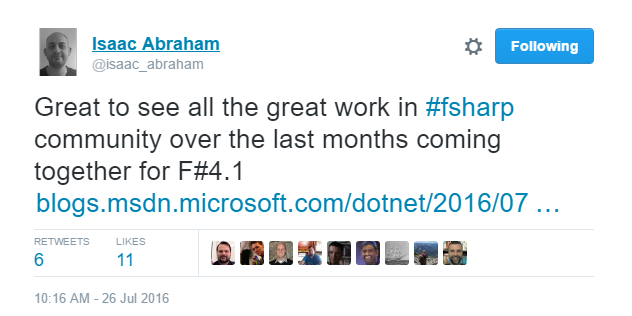 Isaac Abraham
@isaac_abraham
Following
Great to see all the great work in #fsharp
community over the last months coming
together for F#4.1
blogs.msdn.microsoft.com/dotnet/2016/07 …
RETWEETS LIKES
6 11
10:16 AM - 26 Jul 2016